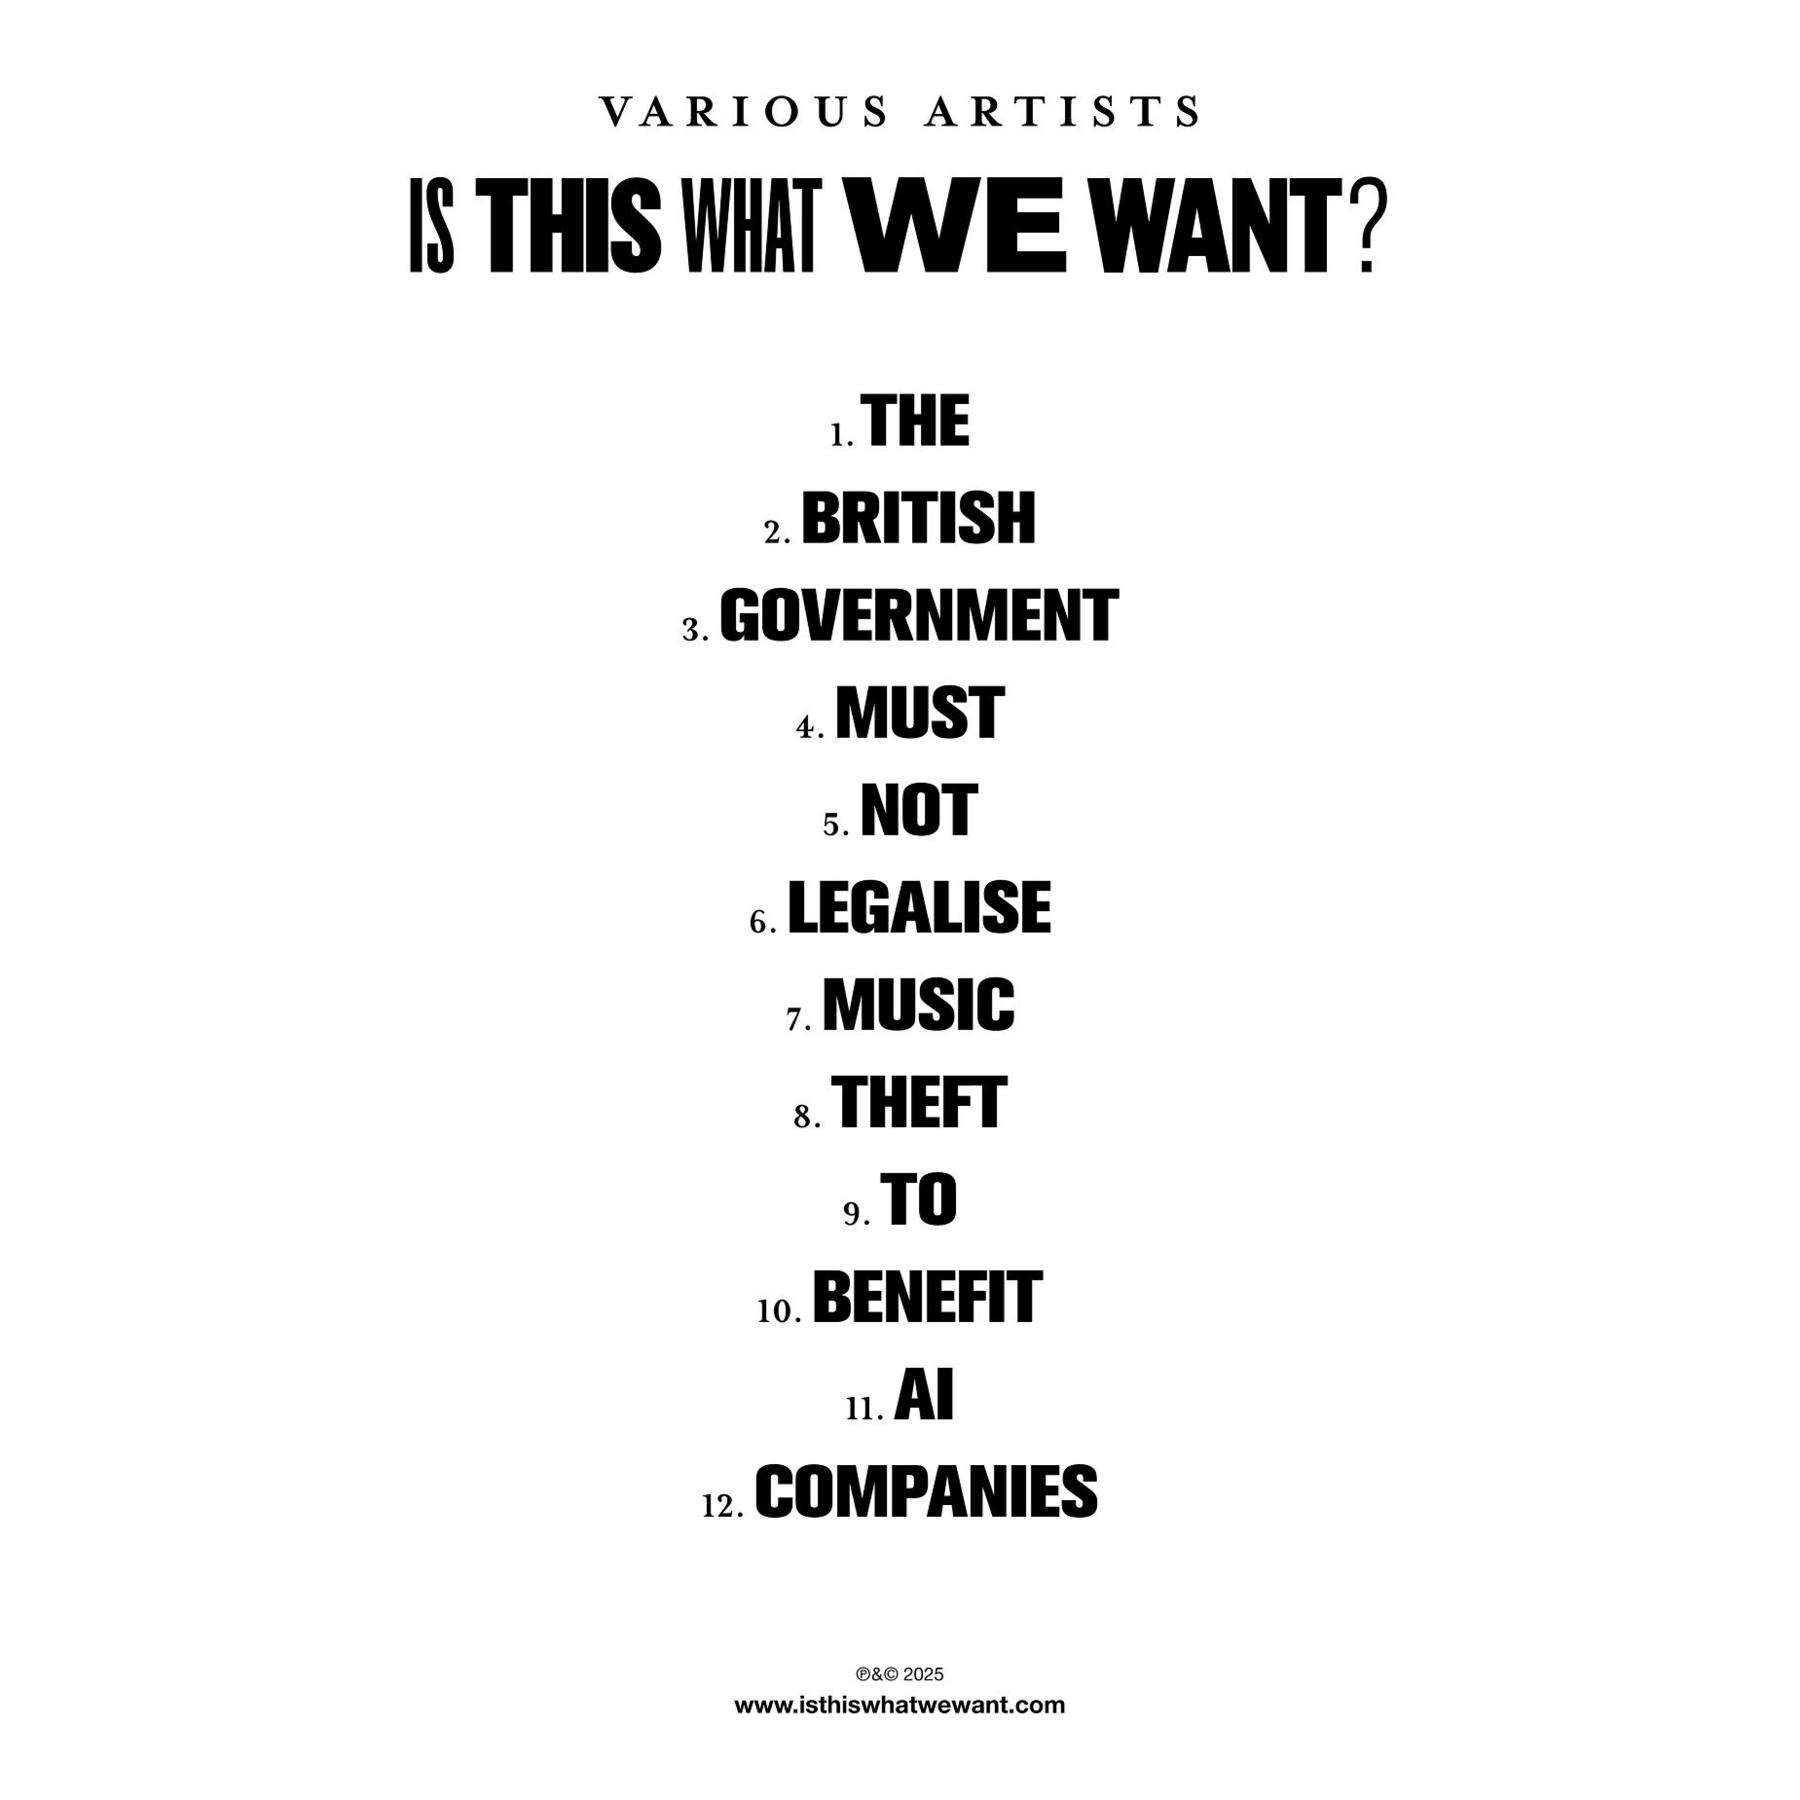 VARIOUS ARTISTS
IS THIS WHAT WE WANT?
1. THE
2. BRITISH
3. GOVERNMENT
4. MUST
5. NOT
6. LEGALISE
7. MUSIC
8. THEFT
9. TO
10. BENEFIT
11. AI
12. COMPANIES
℗&© 2025
www.isthiswhatwewant.com